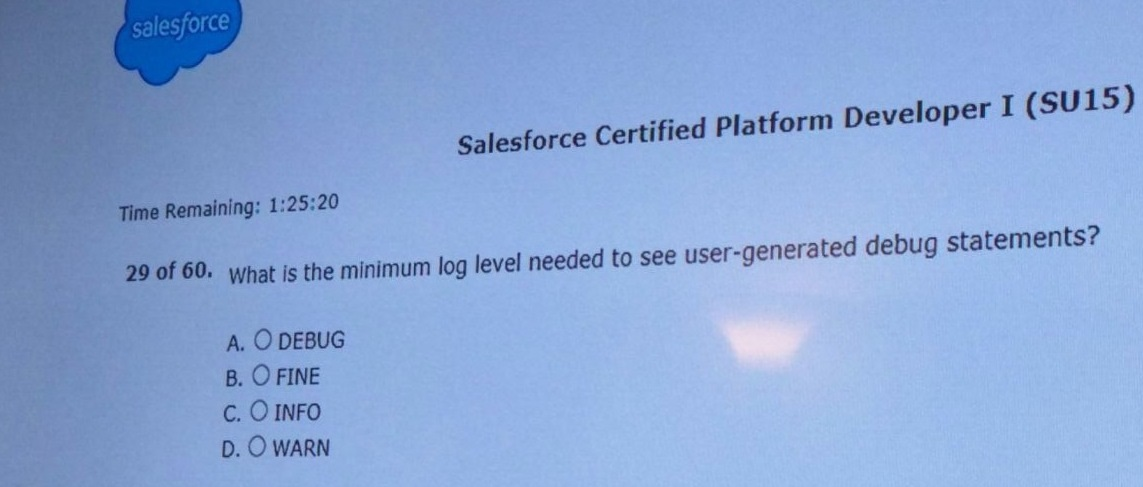 salesforce
Salesforce Certified Platform Developer I (SU15)
Time Remaining: 1:25:20
29 of 60. What is the minimum log level needed to see user-generated debug statements?
A. DEBUG
B. FINE
C. INFO
D. WARN